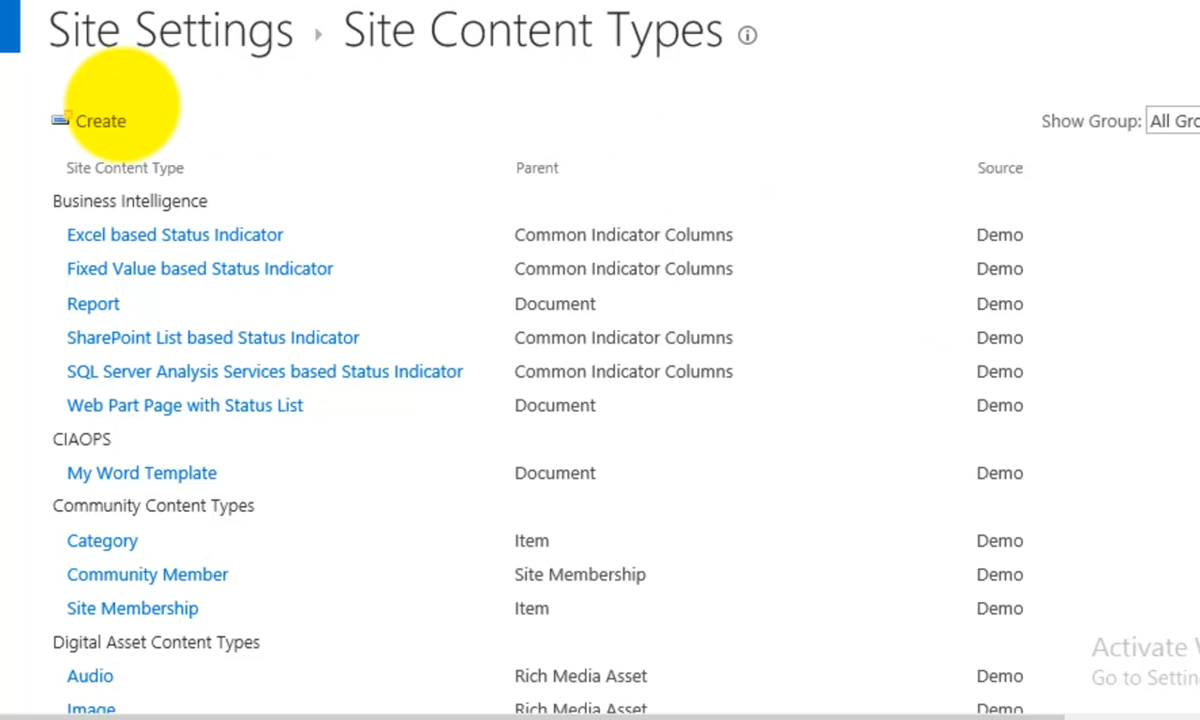 Site Settings ▸ Site Content Types
Create
Show Group: All Gro
Site Content Type Parent Source
Business Intelligence
Excel based Status Indicator Common Indicator Columns Demo
Fixed Value based Status Indicator Common Indicator Columns Demo
Report Document Demo
SharePoint List based Status Indicator Common Indicator Columns Demo
SQL Server Analysis Services based Status Indicator Common Indicator Columns Demo
Web Part Page with Status List Document Demo
CIAOPS
My Word Template Document Demo
Community Content Types
Category Item Demo
Community Member Site Membership Demo
Site Membership Item Demo
Digital Asset Content Types
Audio Rich Media Asset Demo
Image Rich Media Asset Demo
Activate W
Go to Settin